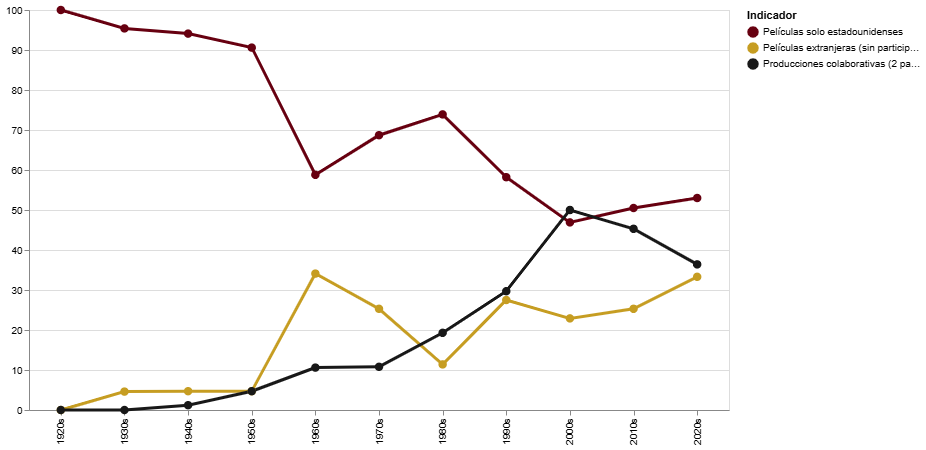 100
90
80
70
60
50
40
30
20
10
0
1920s
1930s
1940s
1950s
1960s
1970s
1980s
1990s
2000s
2010s
2020s
Indicador
Películas solo estadounidenses
Películas extranjeras (sin particip…
Producciones colaborativas (2 pa…